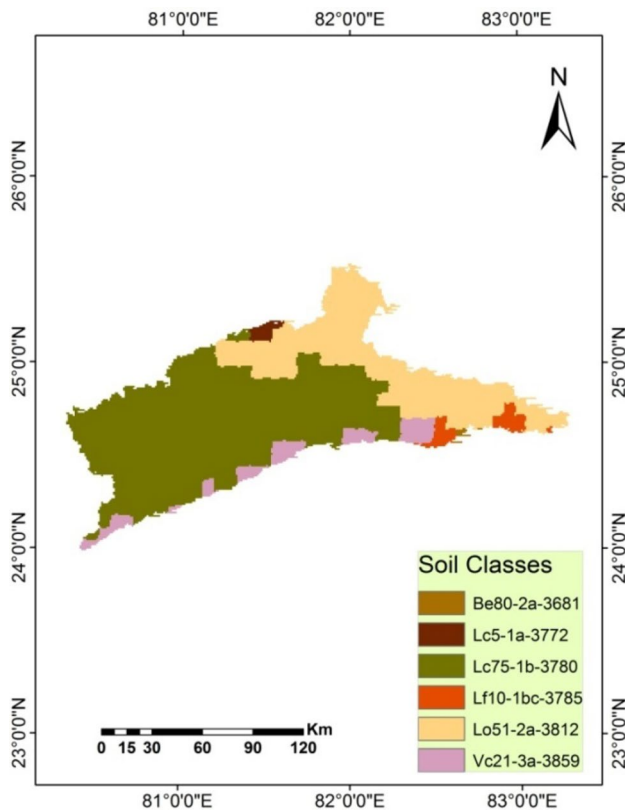 81°0'0"E 82°0'0"E 83°0'0"E
N
26°0'0"N 26°0'0"N
25°0'0"N 25°0'0"N
24°0'0"N 24°0'0"N
23°0'0"N 23°0'0"N
Soil Classes
Be80-2a-3681
Lc5-1a-3772
Lc75-1b-3780
Lf10-1bc-3785
Lo51-2a-3812
Vc21-3a-3859
Km
0 15 30 60 90 120
81°0'0"E 82°0'0"E 83°0'0"E